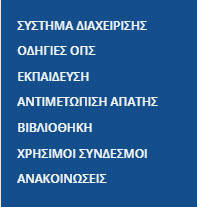 ΣΥΣΤΗΜΑ ΔΙΑΧΕΙΡΙΣΗΣ
ΟΔΗΓΙΕΣ ΟΠΣ
ΕΚΠΑΙΔΕΥΣΗ
ΑΝΤΙΜΕΤΩΠΙΣΗ ΑΠΑΤΗΣ
ΒΙΒΛΙΟΘΗΚΗ
ΧΡΗΣΙΜΟΙ ΣΥΝΔΕΣΜΟΙ
ΑΝΑΚΟΙΝΩΣΕΙΣ